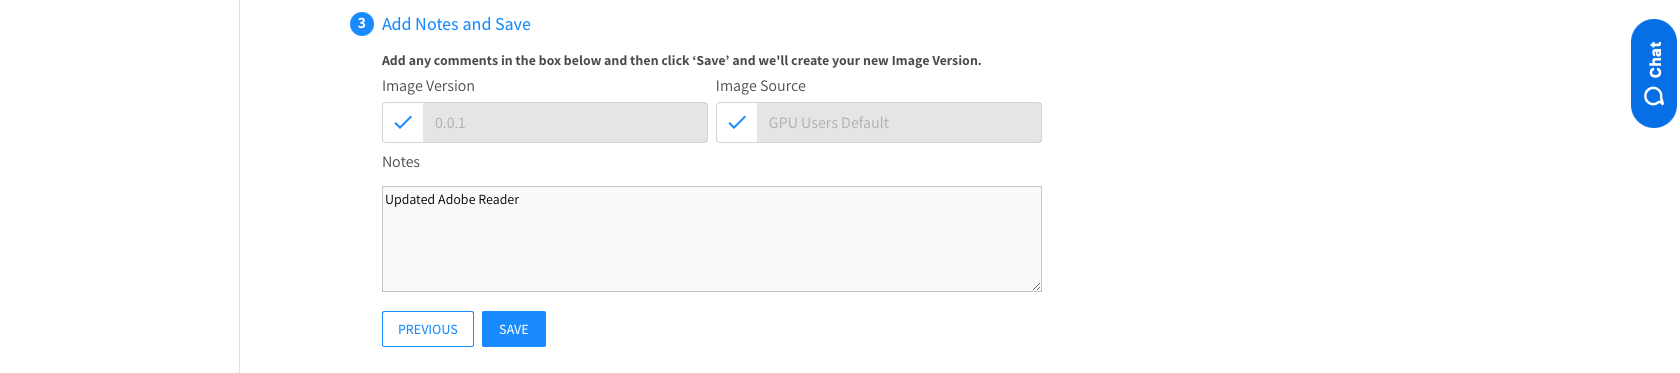 3 Add Notes and Save
Add any comments in the box below and then click ‘Save’ and we'll create your new Image Version.
Image Version Image Source
0.0.1 GPU Users Default
Notes
Updated Adobe Reader
PREVIOUS SAVE
Chat